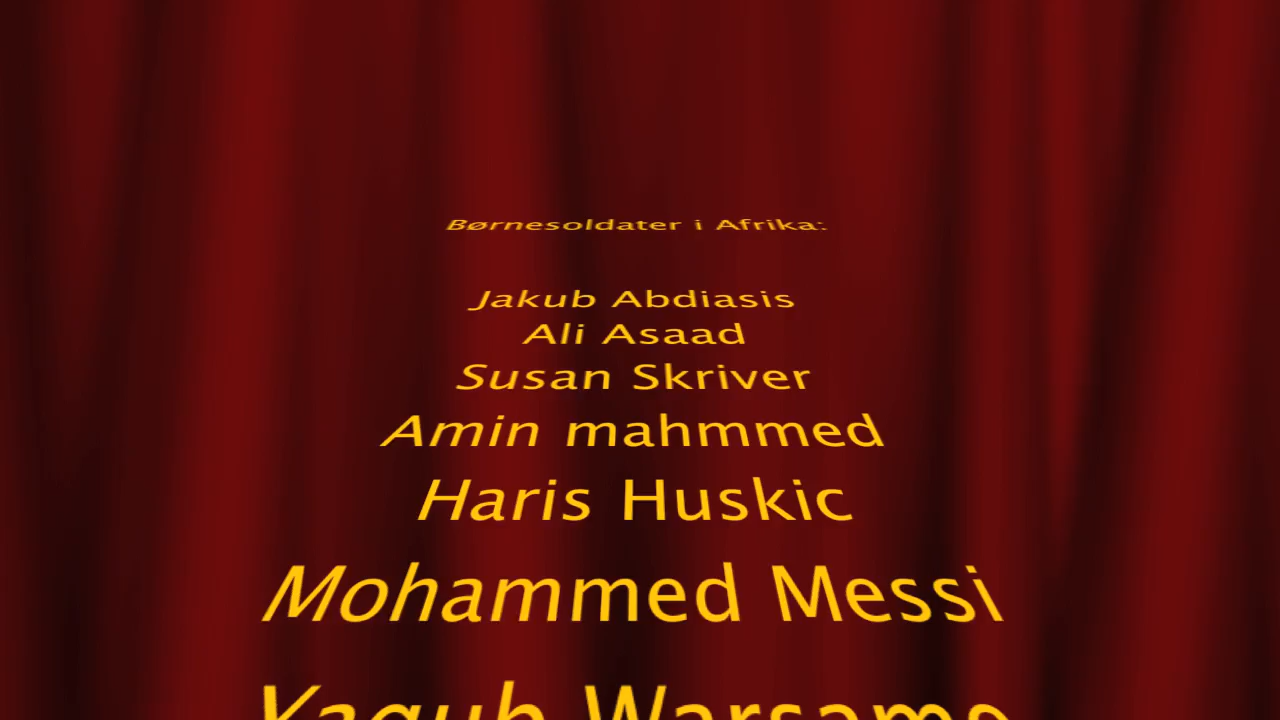 Børnesoldater i Afrika:
Jakub Abdiasis
Ali Asaad
Susan Skriver
Amin mahmmed
Haris Huskic
Mohammed Messi